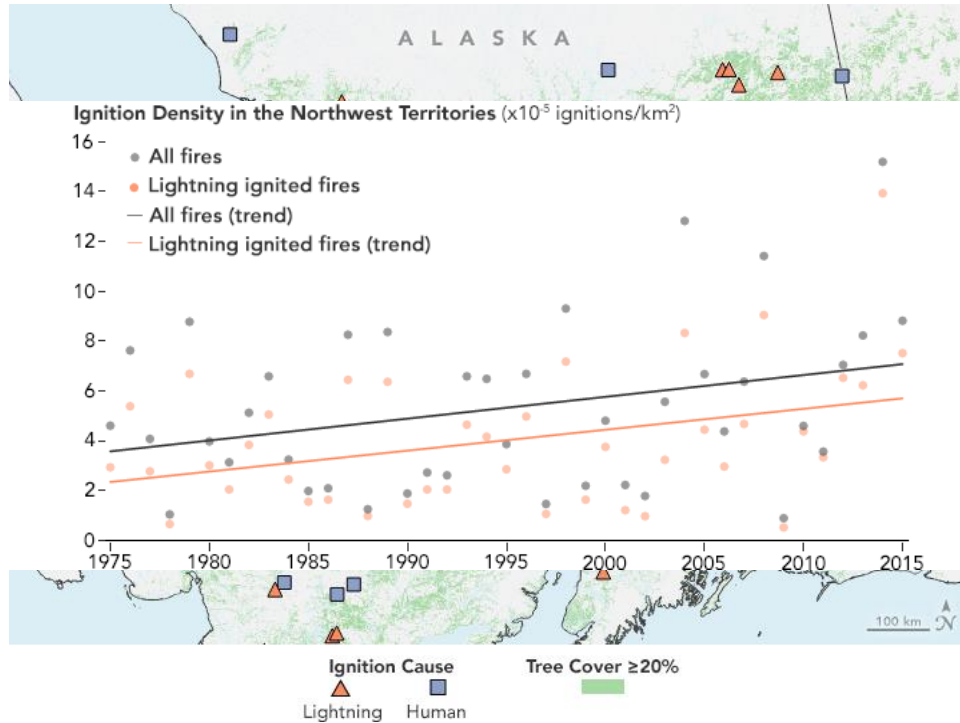 ALASKA
Ignition Density in the Northwest Territories (x10⁻⁵ ignitions/km²)
16
All fires
14
Lightning ignited fires
All fires (trend)
12
Lightning ignited fires (trend)
10
8
6
4
2
0
1975 1980 1985 1990 1995 2000 2005 2010 2015
100 km N
Ignition Cause Tree Cover ≥20%
Lightning Human